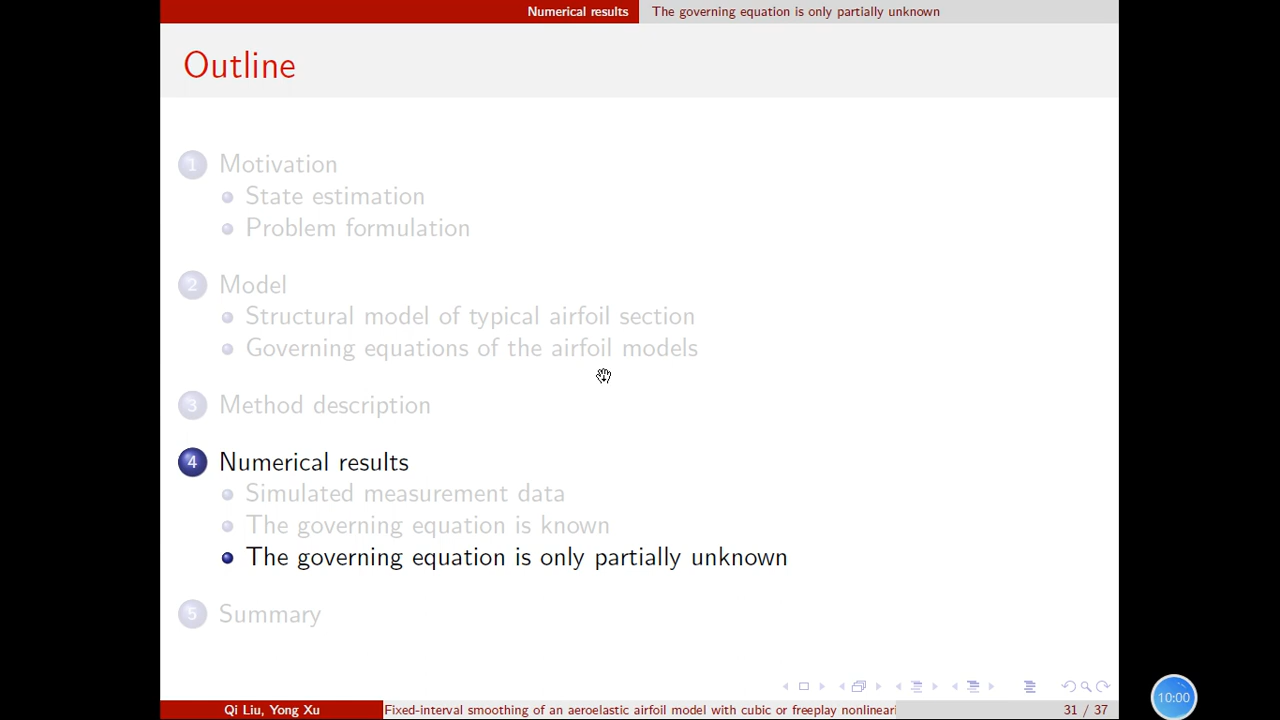 Numerical results The governing equation is only partially unknown
Outline
1 Motivation
State estimation
Problem formulation
2 Model
Structural model of typical airfoil section
Governing equations of the airfoil models
3 Method description
4 Numerical results
Simulated measurement data
The governing equation is known
The governing equation is only partially unknown
5 Summary
Qi Liu, Yong Xu Fixed-interval smoothing of an aeroelastic airfoil model with cubic or freeplay nonlineari 31 / 37
10:00